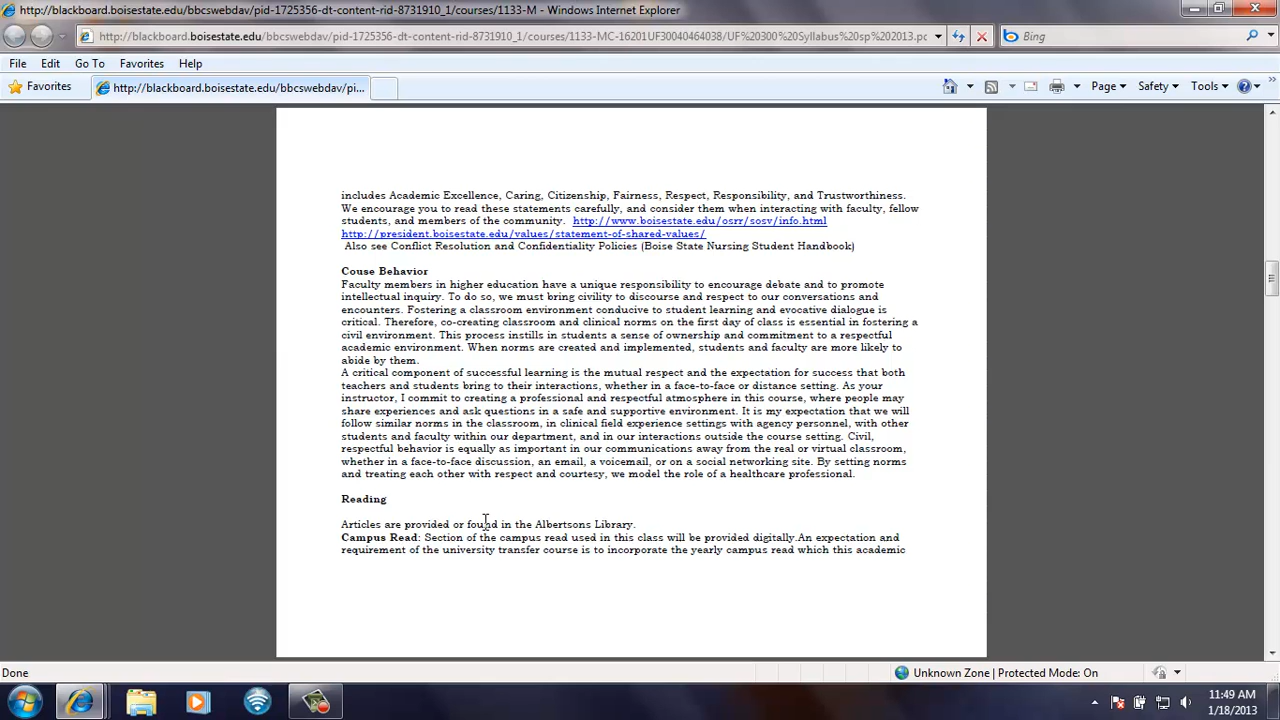 http://blackboard.boisestate.edu/bbcswebdav/pid-1725356-dt-content-rid-8731910_1/courses/1133-M - Windows Internet Explorer
http://blackboard.boisestate.edu/bbcswebdav/pid-1725356-dt-content-rid-8731910_1/courses/1133-MC-16201UF30040464038/UF%20300%20Syllabus%20sp%202013.pc
Bing
File Edit Go To Favorites Help
Favorites http://blackboard.boisestate.edu/bbcswebdav/pi... Page Safety Tools
includes Academic Excellence, Caring, Citizenship, Fairness, Respect, Responsibility, and Trustworthiness.
We encourage you to read these statements carefully, and consider them when interacting with faculty, fellow
students, and members of the community. http://www.boisestate.edu/osrr/sosv/info.html
http://president.boisestate.edu/values/statement-of-shared-values/
Also see Conflict Resolution and Confidentiality Policies (Boise State Nursing Student Handbook)
Couse Behavior
Faculty members in higher education have a unique responsibility to encourage debate and to promote
intellectual inquiry. To do so, we must bring civility to discourse and respect to our conversations and
encounters. Fostering a classroom environment conducive to student learning and evocative dialogue is
critical. Therefore, co-creating classroom and clinical norms on the first day of class is essential in fostering a
civil environment. This process instills in students a sense of ownership and commitment to a respectful
academic environment. When norms are created and implemented, students and faculty are more likely to
abide by them.
A critical component of successful learning is the mutual respect and the expectation for success that both
teachers and students bring to their interactions, whether in a face-to-face or distance setting. As your
instructor, I commit to creating a professional and respectful atmosphere in this course, where people may
share experiences and ask questions in a safe and supportive environment. It is my expectation that we will
follow similar norms in the classroom, in clinical field experience settings with agency personnel, with other
students and faculty within our department, and in our interactions outside the course setting. Civil,
respectful behavior is equally as important in our communications away from the real or virtual classroom,
whether in a face-to-face discussion, an email, a voicemail, or on a social networking site. By setting norms
and treating each other with respect and courtesy, we model the role of a healthcare professional.
Reading
Articles are provided or found in the Albertsons Library.
Campus Read: Section of the campus read used in this class will be provided digitally.An expectation and
requirement of the university transfer course is to incorporate the yearly campus read which this academic
Done
Unknown Zone | Protected Mode: On
11:49 AM
1/18/2013